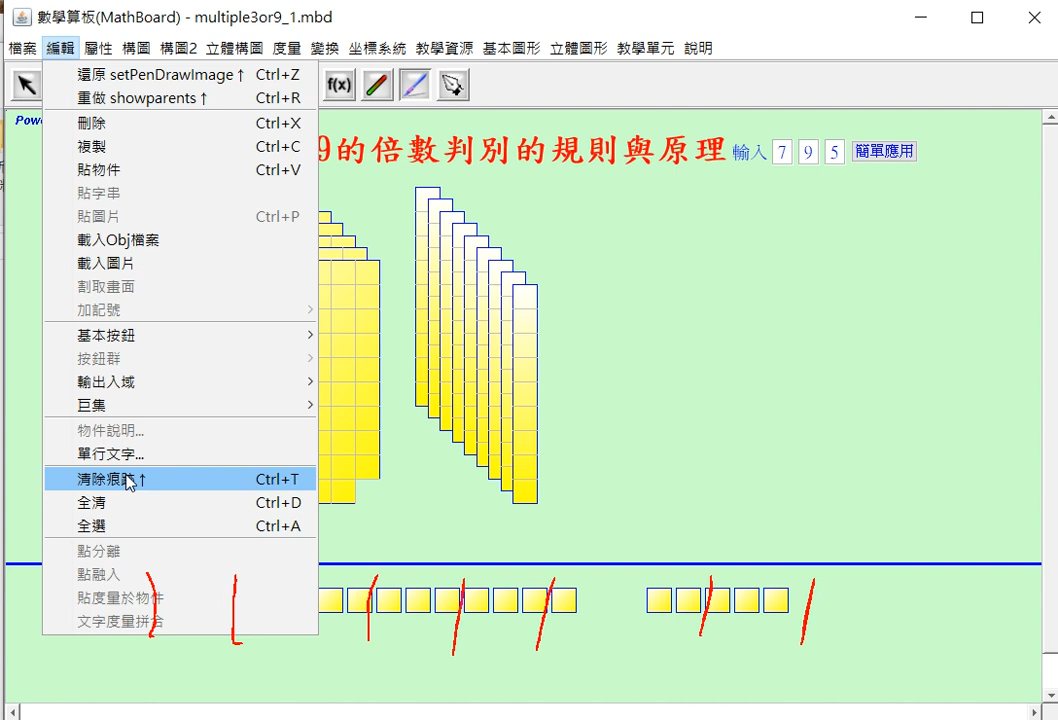 數學算板(MathBoard) - multiple3or9_1.mbd
檔案 編輯 屬性 構圖 構圖2 立體構圖 度量 變換 坐標系統 教學資源 基本圖形 立體圖形 教學單元 說明
f(x)
還原 setPenDrawImage↑ Ctrl+Z
重做 showparents↑ Ctrl+R
刪除 Ctrl+X
複製 Ctrl+C
貼物件 Ctrl+V
貼字串
貼圖片 Ctrl+P
載入Obj檔案
載入圖片
割取畫面
加記號
基本按鈕
按鈕群
輸出入域
巨集
物件說明...
單行文字...
清除痕跡↑ Ctrl+T
全清 Ctrl+D
全選 Ctrl+A
點分離
點融入
貼度量於物件
文字度量拼合
Powe
9的倍數判別的規則與原理 輸入 7 9 5 簡單應用